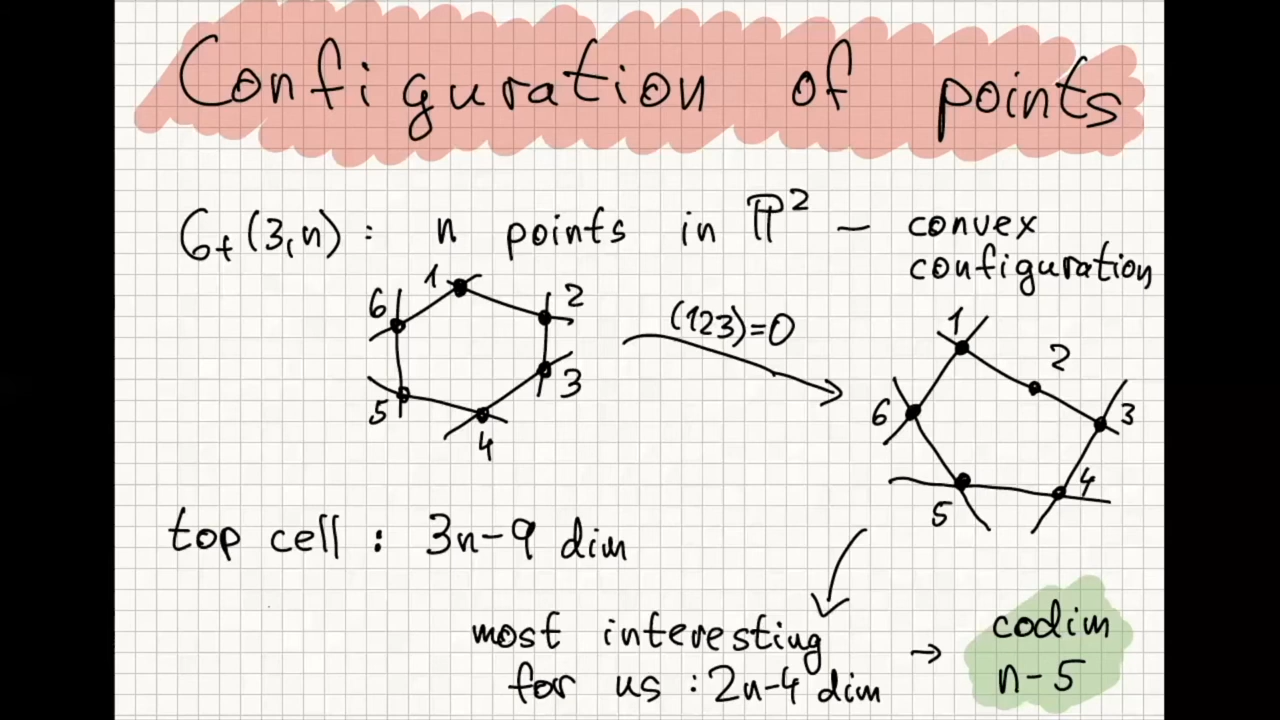 Configuration of points
G+(3,n) : n points in ℙ² – convex
configuration
1
2
3
4
5
6
(123)=0
1
2
3
4
5
6
top cell : 3n-9 dim
most interesting
for us : 2n-4 dim
→ codim
n-5